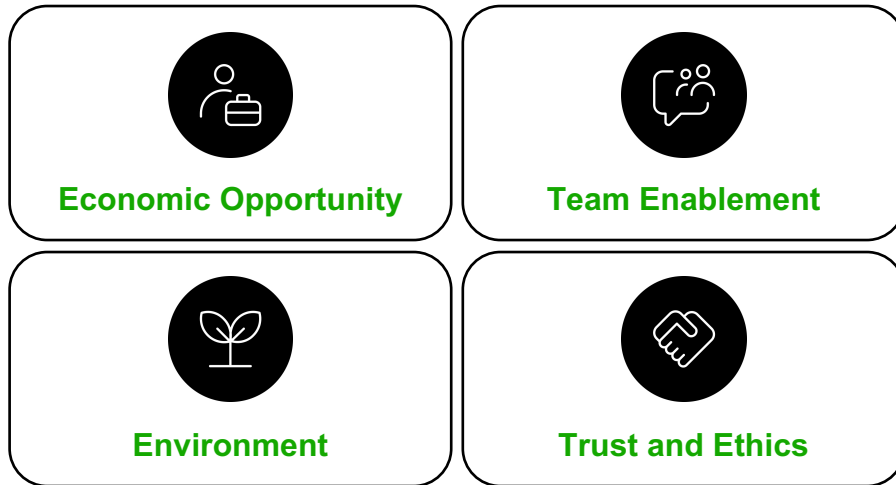 Economic Opportunity
Team Enablement
Environment
Trust and Ethics